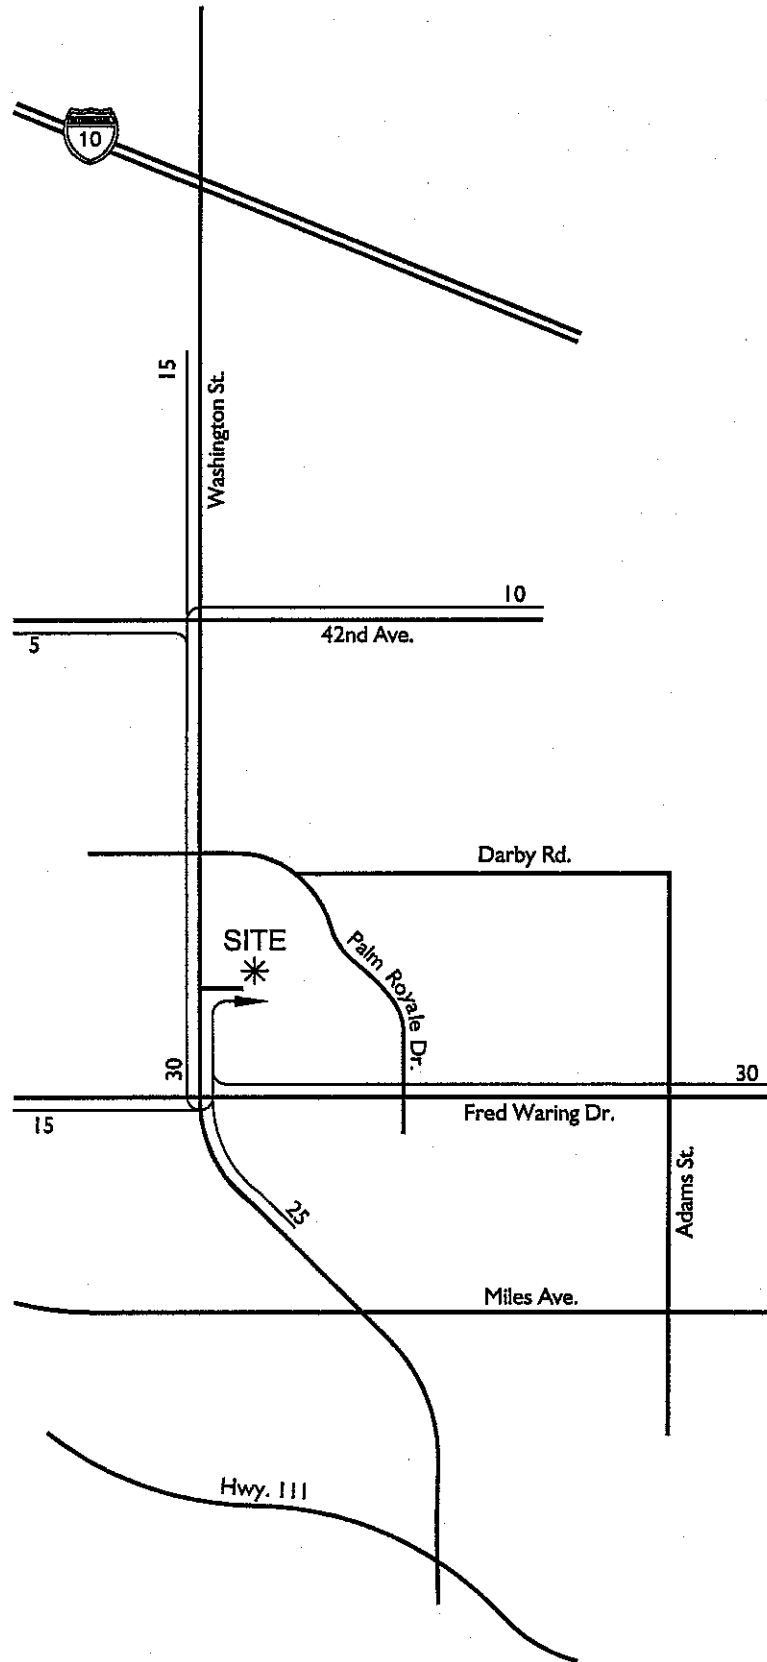 10
15
Washington St.
10
42nd Ave.
5
Darby Rd.
SITE
Palm Royale Dr.
30
30
15
Fred Waring Dr.
25
Adams St.
Miles Ave.
Hwy. 111